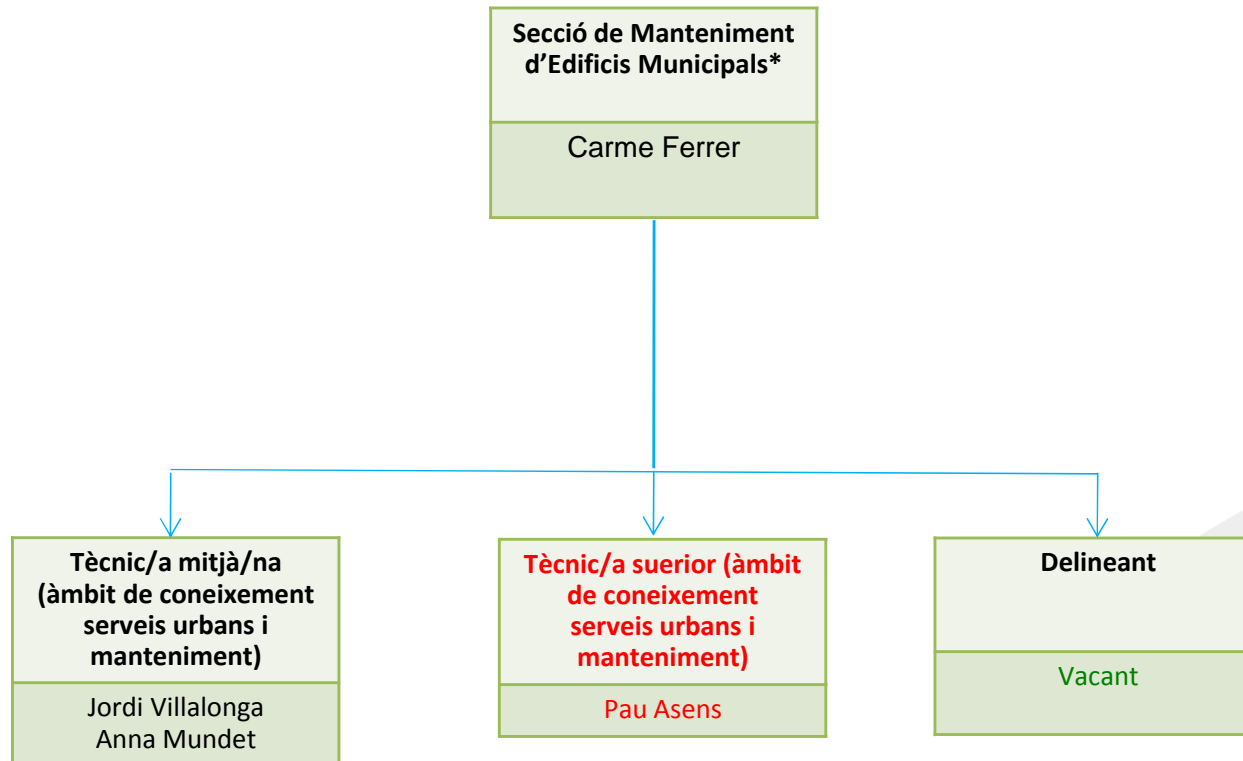 Secció de Manteniment
d’Edificis Municipals*
Carme Ferrer
Tècnic/a mitjà/na
(àmbit de coneixement
serveis urbans i
manteniment)
Jordi Villalonga
Anna Mundet
Tècnic/a suerior (àmbit
de coneixement
serveis urbans i
manteniment)
Pau Asens
Delineant
Vacant